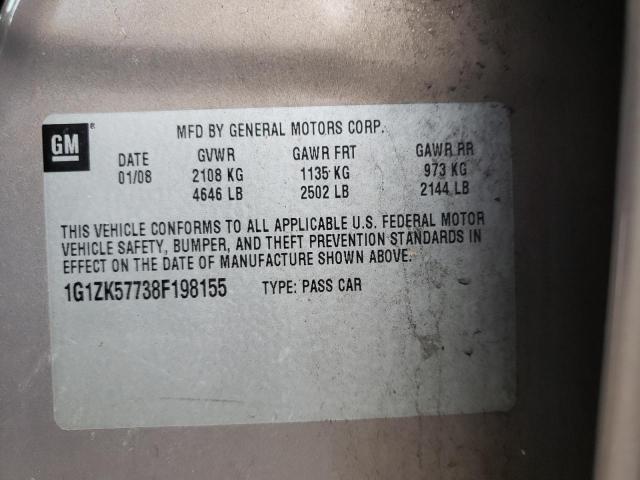 GM
MFD BY GENERAL MOTORS CORP.
DATE GVWR GAWR FRT GAWR RR
01/08 2108 KG 1135 KG 973 KG
4646 LB 2502 LB 2144 LB
THIS VEHICLE CONFORMS TO ALL APPLICABLE U.S. FEDERAL MOTOR
VEHICLE SAFETY, BUMPER, AND THEFT PREVENTION STANDARDS IN
EFFECT ON THE DATE OF MANUFACTURE SHOWN ABOVE.
1G1ZK57738F198155 TYPE: PASS CAR